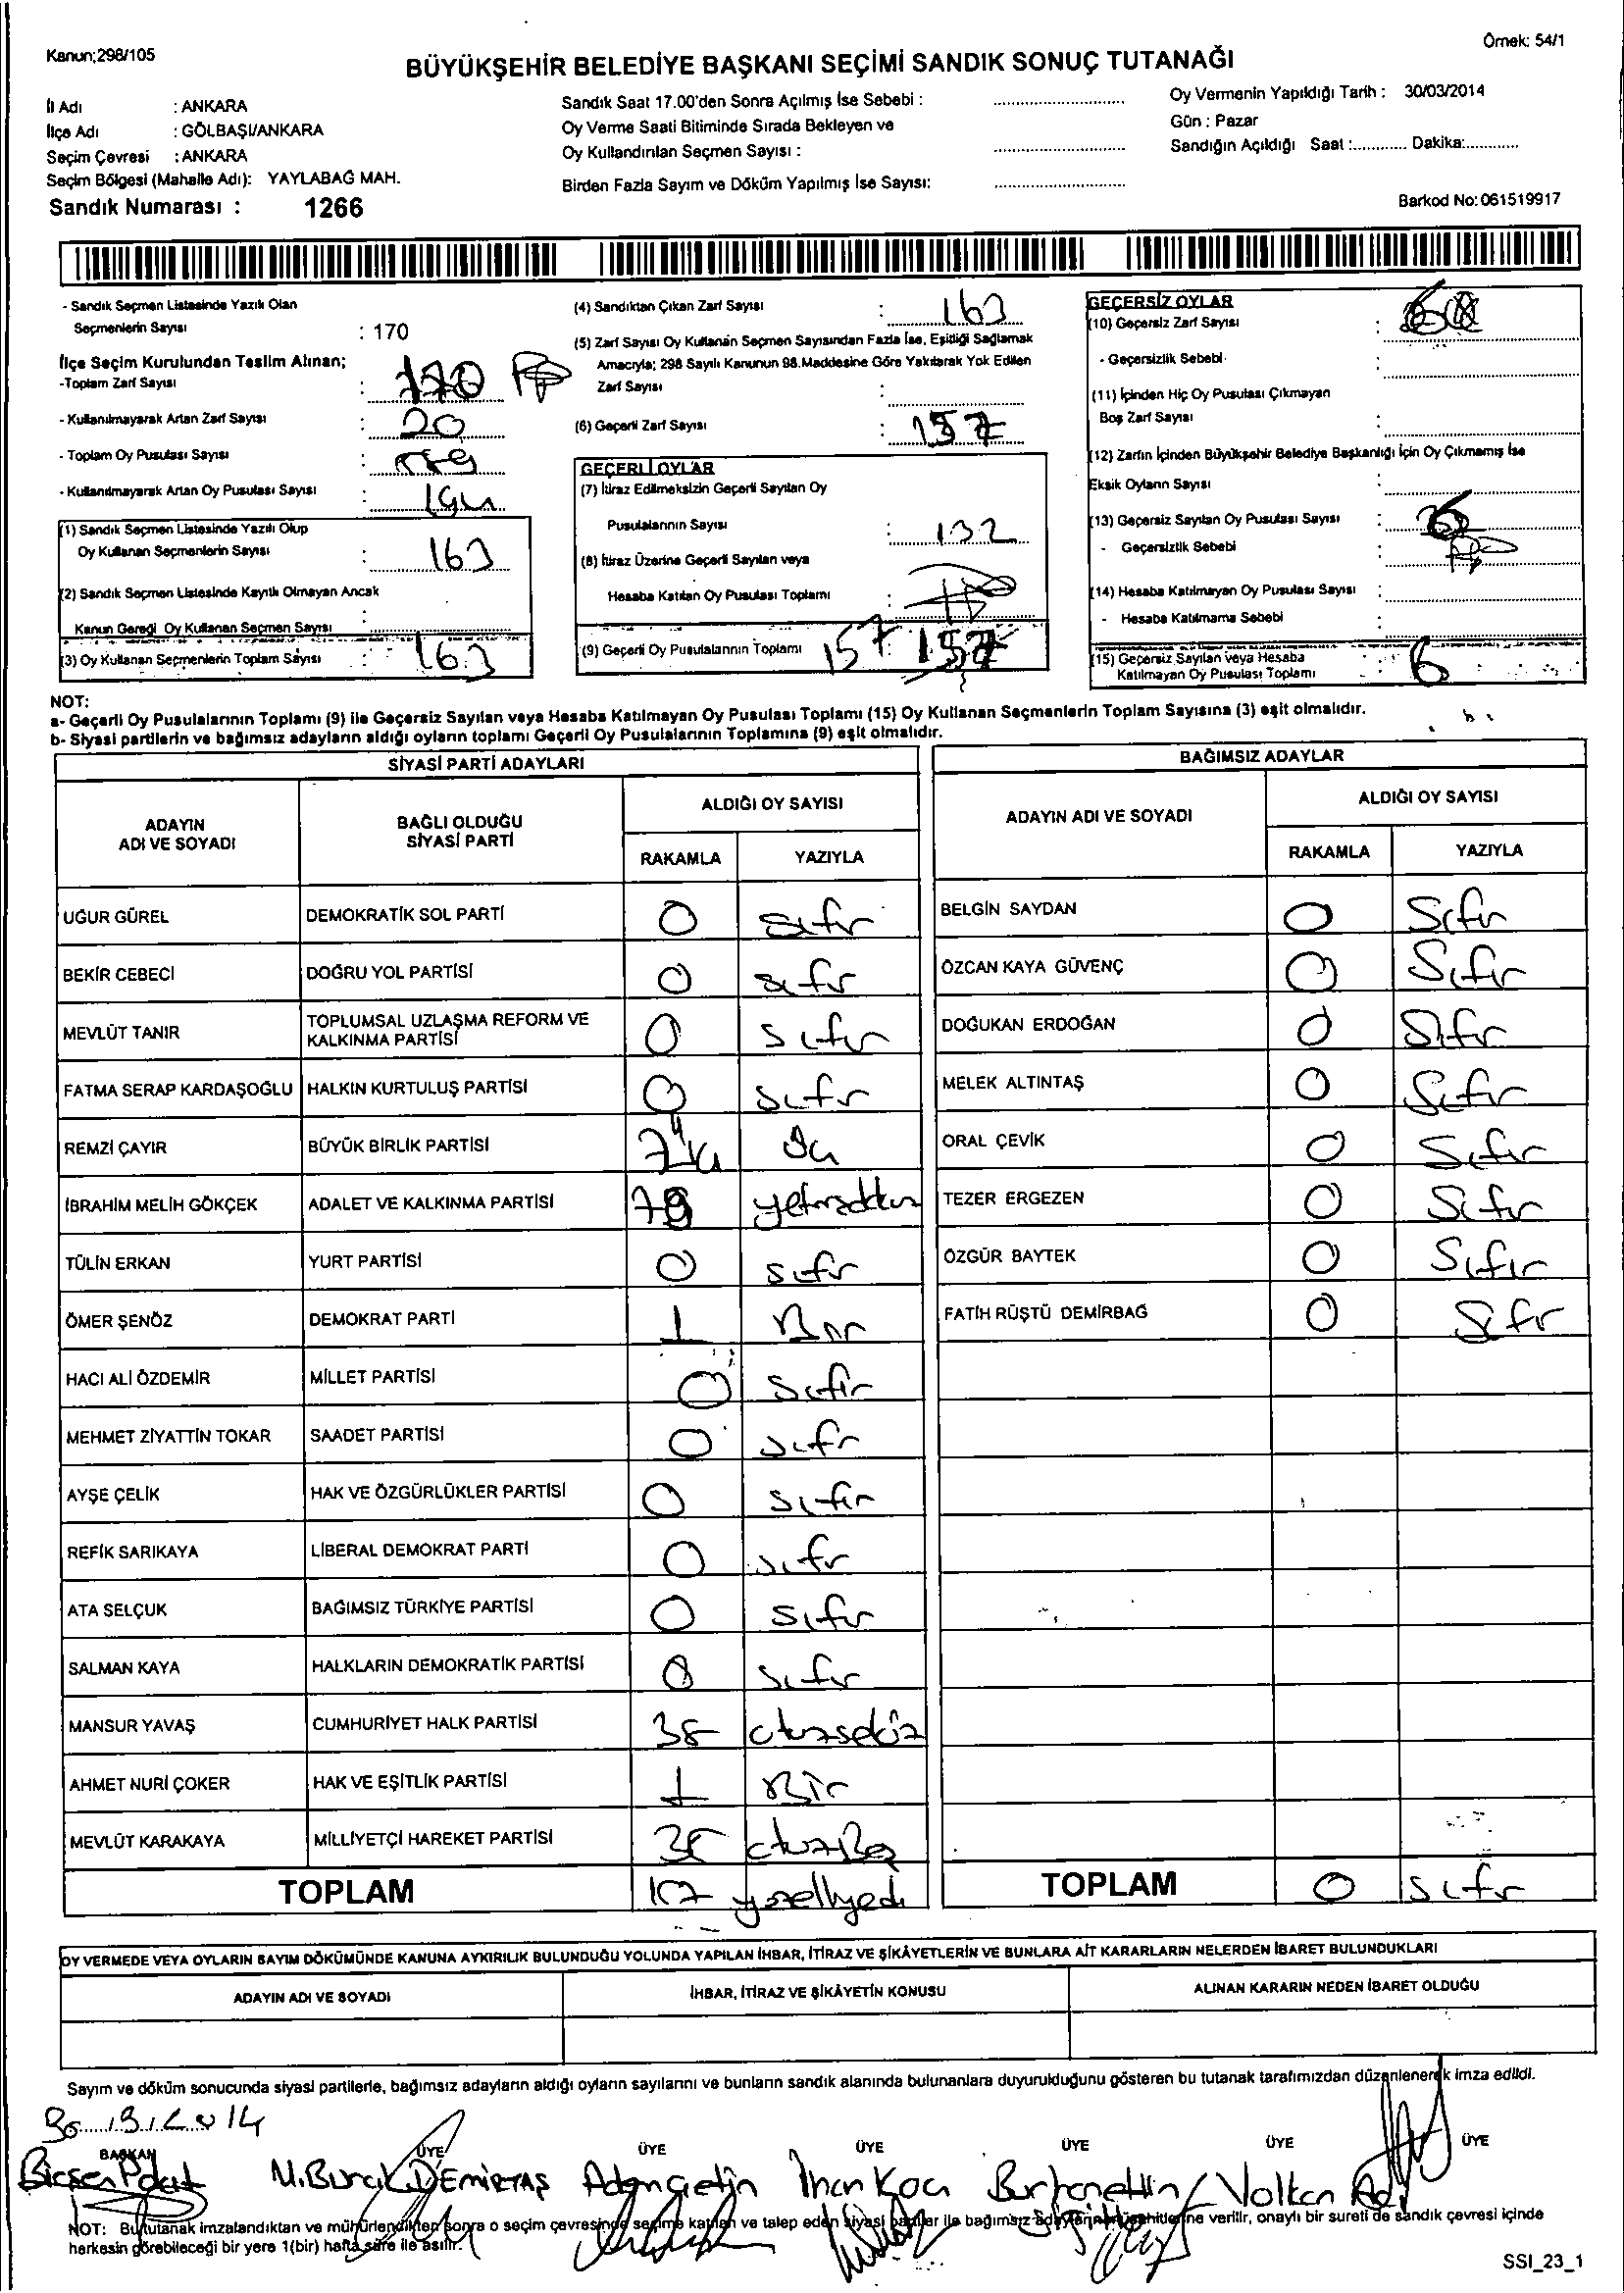 Kanun;298/105
Örnek: 54/1
BÜYÜKŞEHİR BELEDİYE BAŞKANI SEÇİMİ SANDIK SONUÇ TUTANAĞI
İl Adı : ANKARA
İlçe Adı : GÖLBAŞI/ANKARA
Seçim Çevresi : ANKARA
Seçim Bölgesi (Mahalle Adı): YAYLABAĞ MAH.
Sandık Numarası : 1266
Sandık Saat 17.00'den Sonra Açılmış İse Sebebi :
Oy Verme Saati Bitiminde Sırada Bekleyen ve
Oy Kullandırılan Seçmen Sayısı :
Birden Fazla Sayım ve Döküm Yapılmış İse Sayısı:
Oy Vermenin Yapıldığı Tarih : 30/03/2014
Gün : Pazar
Sandığın Açıldığı Saat :............ Dakika:............
Barkod No: 061519917
- Sandık Seçmen Listesinde Yazılı Olan
Seçmenlerin Sayısı : 170
İlçe Seçim Kurulundan Teslim Alınan;
-Toplam Zarf Sayısı :
- Kullanılmayarak Artan Zarf Sayısı : 20
- Toplam Oy Pusulası Sayısı :
- Kullanılmayarak Artan Oy Pusulası Sayısı :
(1) Sandık Seçmen Listesinde Yazılı Olup
Oy Kullanan Seçmenlerin Sayısı : 163
(2) Sandık Seçmen Listesinde Kayıtlı Olmayan Ancak
Kanun Gereği Oy Kullanan Seçmen Sayısı :
(3) Oy Kullanan Seçmenlerin Toplam Sayısı : 163
(4) Sandıktan Çıkan Zarf Sayısı : 163
(5) Zarf Sayısı Oy Kullanan Seçmen Sayısından Fazla İse, Eşitliği Sağlamak
Amacıyla; 298 Sayılı Kanunun 98.Maddesine Göre Yakılarak Yok Edilen
Zarf Sayısı :
(6) Geçerli Zarf Sayısı : 157
GEÇERLİ OYLAR
(7) İtiraz Edilmeksizin Geçerli Sayılan Oy
Pusulalarının Sayısı : 132
(8) İtiraz Üzerine Geçerli Sayılan veya
Hesaba Katılan Oy Pusulası Toplamı :
(9) Geçerli Oy Pusulalarının Toplamı 157 : 157
GEÇERSİZ OYLAR
(10) Geçersiz Zarf Sayısı :
- Geçersizlik Sebebi
(11) İçinden Hiç Oy Pusulası Çıkmayan
Boş Zarf Sayısı :
(12) Zarfın İçinden Büyükşehir Belediye Başkanlığı İçin Oy Çıkmamış İse
Eksik Oyların Sayısı :
(13) Geçersiz Sayılan Oy Pusulası Sayısı :
- Geçersizlik Sebebi :
(14) Hesaba Katılmayan Oy Pusulası Sayısı :
- Hesaba Katılmama Sebebi :
(15) Geçersiz Sayılan veya Hesaba
Katılmayan Oy Pusulası Toplamı : 6
NOT:
a- Geçerli Oy Pusulalarının Toplamı (9) ile Geçersiz Sayılan veya Hesaba Katılmayan Oy Pusulası Toplamı (15) Oy Kullanan Seçmenlerin Toplam Sayısına (3) eşit olmalıdır.
b- Siyasi partilerin ve bağımsız adayların aldığı oyların toplamı Geçerli Oy Pusulalarının Toplamına (9) eşit olmalıdır.
SİYASİ PARTİ ADAYLARI
ADAYIN ADI VE SOYADI BAĞLI OLDUĞU SİYASİ PARTİ ALDIĞI OY SAYISI
RAKAMLA YAZIYLA
UĞUR GÜREL DEMOKRATİK SOL PARTİ 0 sıfır
BEKİR CEBECİ DOĞRU YOL PARTİSİ 0 sıfır
MEVLÜT TANIR TOPLUMSAL UZLAŞMA REFORM VE KALKINMA PARTİSİ 0 sıfır
FATMA SERAP KARDAŞOĞLU HALKIN KURTULUŞ PARTİSİ 0 sıfır
REMZİ ÇAYIR BÜYÜK BİRLİK PARTİSİ
İBRAHİM MELİH GÖKÇEK ADALET VE KALKINMA PARTİSİ
TÜLİN ERKAN YURT PARTİSİ 0 sıfır
ÖMER ŞENÖZ DEMOKRAT PARTİ 1 Bır
HACI ALİ ÖZDEMİR MİLLET PARTİSİ 0 sıfır
MEHMET ZİYATTİN TOKAR SAADET PARTİSİ 0 sıfır
AYŞE ÇELİK HAK VE ÖZGÜRLÜKLER PARTİSİ 0 sıfır
REFİK SARIKAYA LİBERAL DEMOKRAT PARTİ 0 sıfır
ATA SELÇUK BAĞIMSIZ TÜRKİYE PARTİSİ 0 sıfır
SALMAN KAYA HALKLARIN DEMOKRATİK PARTİSİ 0 sıfır
MANSUR YAVAŞ CUMHURİYET HALK PARTİSİ 38 otuzsekiz
AHMET NURİ ÇOKER HAK VE EŞİTLİK PARTİSİ 1 Bir
MEVLÜT KARAKAYA MİLLİYETÇİ HAREKET PARTİSİ 35 otuzBeş
TOPLAM 157 yüzelliyedi
BAĞIMSIZ ADAYLAR
ADAYIN ADI VE SOYADI ALDIĞI OY SAYISI
RAKAMLA YAZIYLA
BELGİN SAYDAN 0 Sıfır
ÖZCAN KAYA GÜVENÇ 0 Sıfır
DOĞUKAN ERDOĞAN 0 Sıfır
MELEK ALTINTAŞ 0 Sıfır
ORAL ÇEVİK 0 Sıfır
TEZER ERGEZEN 0 Sıfır
ÖZGÜR BAYTEK 0 Sıfır
FATİH RÜŞTÜ DEMİRBAĞ 0 Sıfır
TOPLAM 0 Sıfır
OY VERMEDE VEYA OYLARIN SAYIM DÖKÜMÜNDE KANUNA AYKIRILIK BULUNDUĞU YOLUNDA YAPILAN İHBAR, İTİRAZ VE ŞİKÂYETLERİN VE BUNLARA AİT KARARLARIN NELERDEN İBARET BULUNDUKLARI
ADAYIN ADI VE SOYADI İHBAR, İTİRAZ VE ŞİKÂYETİN KONUSU ALINAN KARARIN NEDEN İBARET OLDUĞU
Sayım ve döküm sonucunda siyasi partilerle, bağımsız adayların aldığı oyların sayılarını ve bunların sandık alanında bulunanlara duyurulduğunu gösteren bu tutanak tarafımızdan düzenlenerek imza edildi.
30 / 3 / 2014
BAŞKAN ÜYE ÜYE ÜYE ÜYE ÜYE ÜYE
M.Burak DEMİRTAŞ İlhan Koca Burhanettin Volkan
NOT: Bu tutanak imzalandıktan ve mühürlendikten sonra o seçim çevresinde seçime katılan ve talep eden siyasi partiler ile bağımsız adayların müşahitlerine verilir, onaylı bir sureti de sandık çevresi içinde
herkesin görebileceği bir yere 1(bir) hafta süre ile asılır.
SSI_23_1